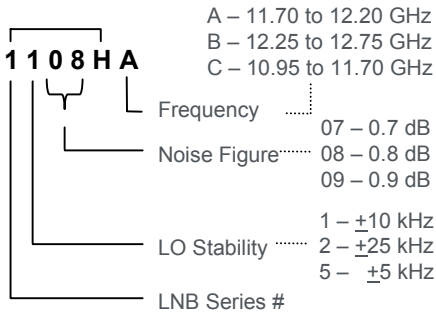 A – 11.70 to 12.20 GHz
B – 12.25 to 12.75 GHz
C – 10.95 to 11.70 GHz
1 1 0 8 H A
Frequency
07 – 0.7 dB
Noise Figure
08 – 0.8 dB
09 – 0.9 dB
1 – ±10 kHz
LO Stability
2 – ±25 kHz
5 – ±5 kHz
LNB Series #